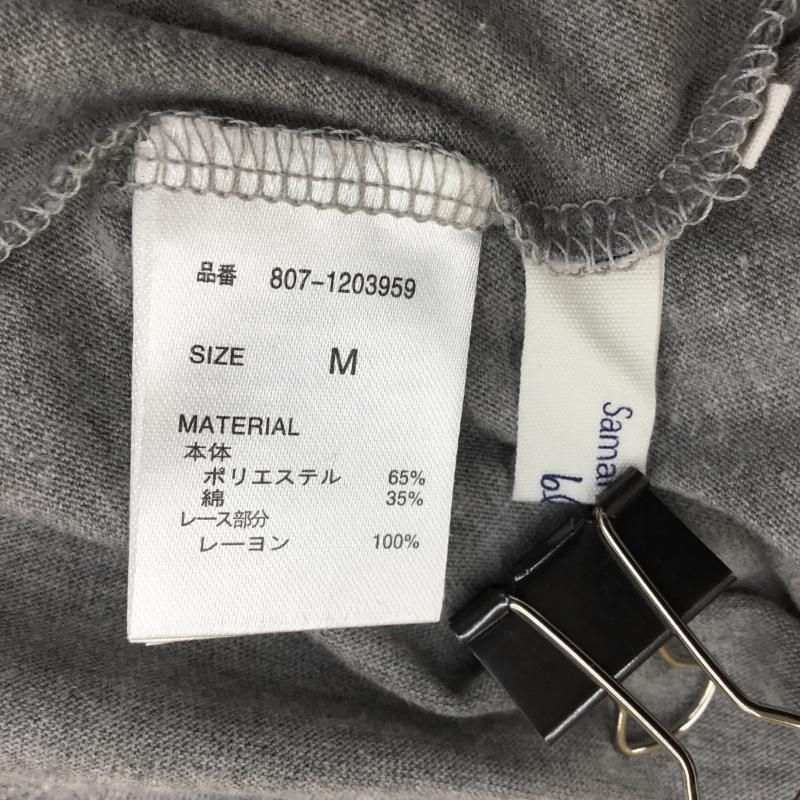 品番 807-1203959
SIZE M
MATERIAL
本体
ポリエステル 65%
綿 35%
レース部分
レーヨン 100%